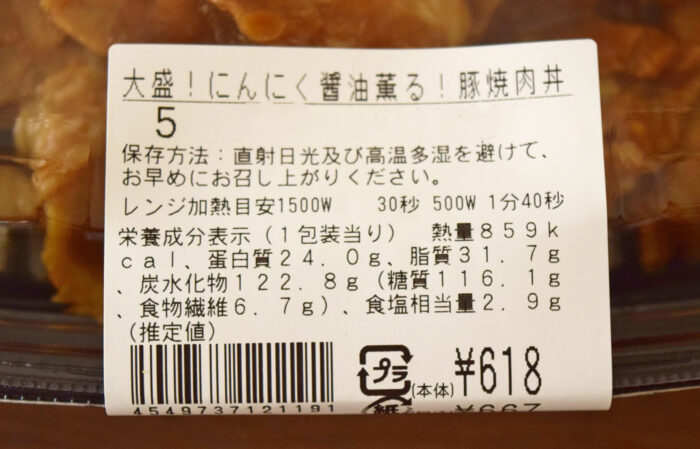 大盛！にんにく醤油薫る！豚焼肉丼
5
保存方法：直射日光及び高温多湿を避けて、
お早めにお召し上がりください。
レンジ加熱目安1500W 30秒 500W 1分40秒
栄養成分表示（１包装当り） 熱量８５９ｋ
ｃａｌ、蛋白質２４．０ｇ、脂質３１．７ｇ
、炭水化物１２２．８ｇ（糖質１１６．１ｇ
、食物繊維６．７ｇ）、食塩相当量２．９ｇ
（推定値）
プラ
(本体) ¥618
4549737121191
紙